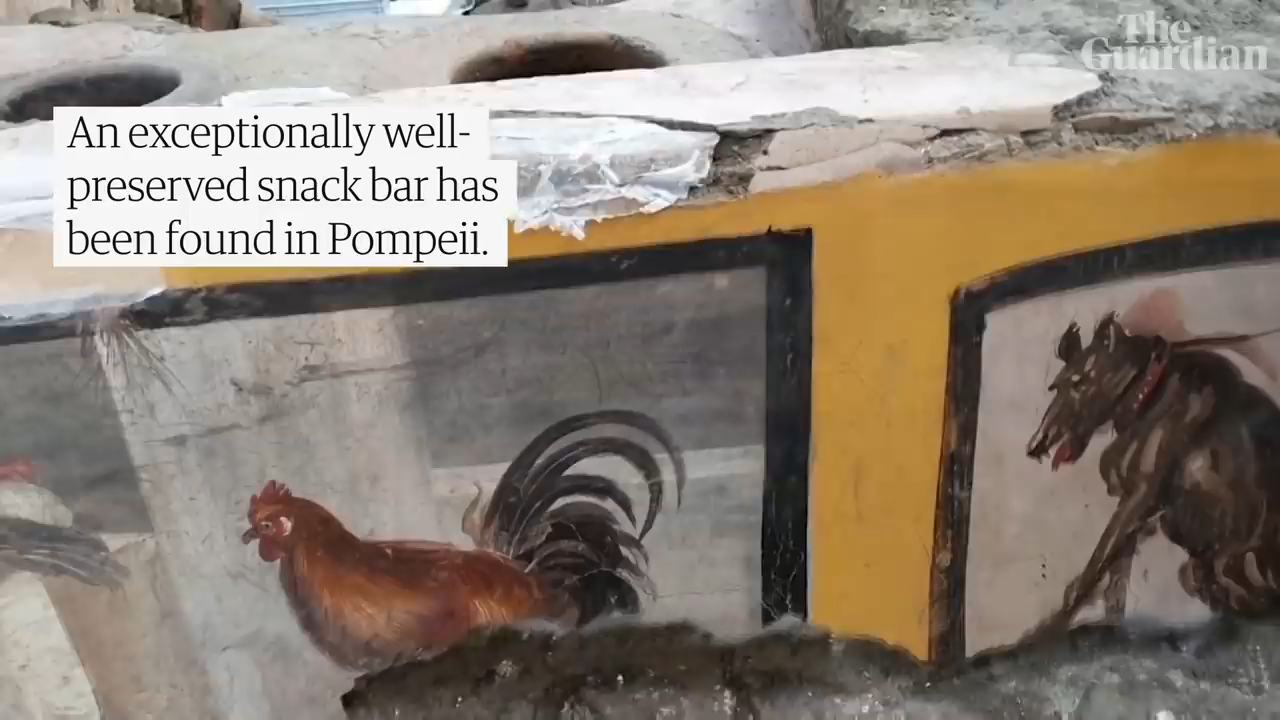 The
Guardian
An exceptionally well-
preserved snack bar has
been found in Pompeii.